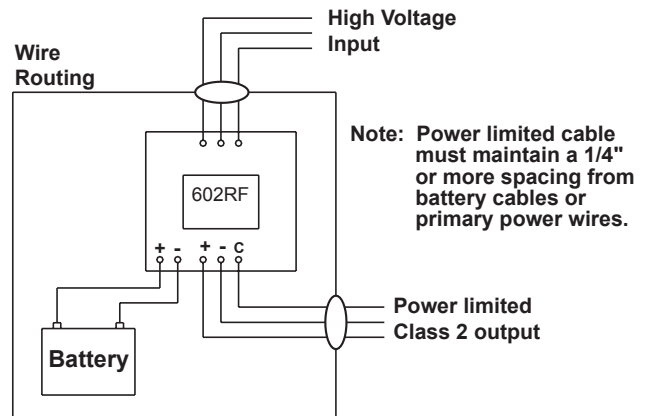 High Voltage
Input
Wire
Routing
Note: Power limited cable
must maintain a 1/4"
or more spacing from
battery cables or
primary power wires.
602RF
+ - + - C
Power limited
Class 2 output
Battery